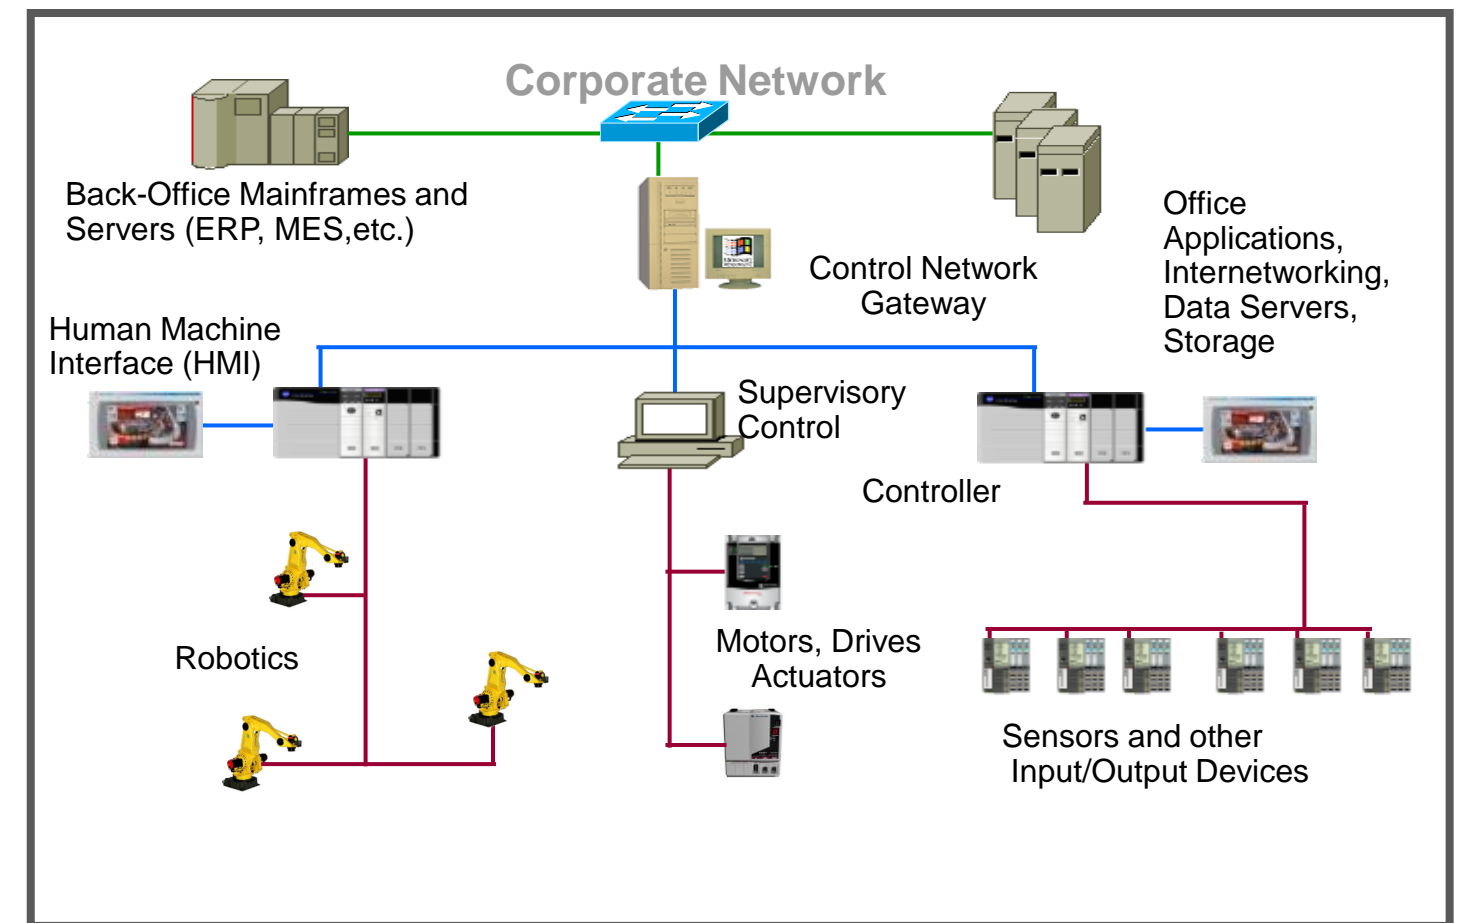 Corporate Network
Back-Office Mainframes and
Servers (ERP, MES,etc.)
Office
Applications,
Internetworking,
Data Servers,
Storage
Control Network
Gateway
Human Machine
Interface (HMI)
Supervisory
Control
Controller
Robotics
Motors, Drives
Actuators
Sensors and other
Input/Output Devices